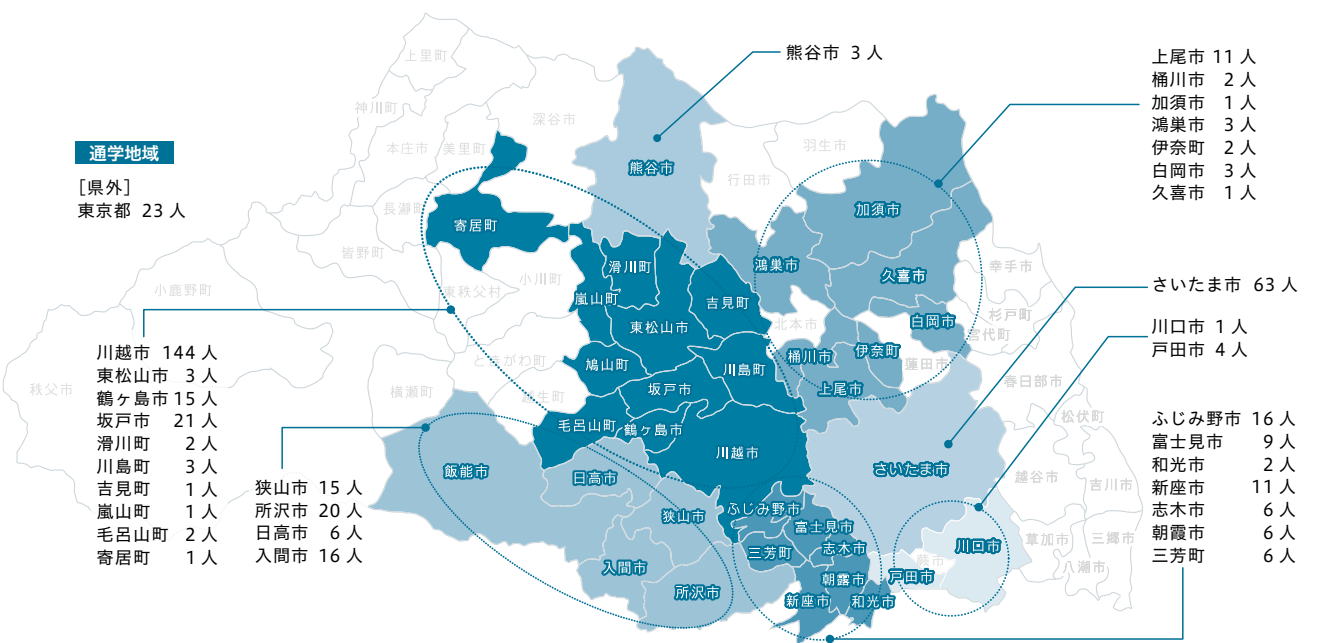 通学地域
[県外]
東京都 23 人
熊谷市 3 人
上尾市 11 人
桶川市 2 人
加須市 1 人
鴻巣市 3 人
伊奈町 2 人
白岡市 3 人
久喜市 1 人
さいたま市 63 人
川口市 1 人
戸田市 4 人
ふじみ野市 16 人
富士見市 9 人
和光市 2 人
新座市 11 人
志木市 6 人
朝霞市 6 人
三芳町 6 人
川越市 144 人
東松山市 3 人
鶴ヶ島市 15 人
坂戸市 21 人
滑川町 2 人
川島町 3 人
吉見町 1 人
嵐山町 1 人
毛呂山町 2 人
寄居町 1 人
狭山市 15 人
所沢市 20 人
日高市 6 人
入間市 16 人
上里町
神川町
深谷市
本庄市
美里町
羽生市
熊谷市
行田市
長瀞町
加須市
寄居町
皆野町
滑川町
鴻巣市
幸手市
久喜市
小川町
小鹿野町
東秩父村
嵐山町
吉見町
杉戸町
白岡市
北本市
東松山市
宮代町
桶川市
伊奈町
ときがわ町
鳩山町
川島町
蓮田市
秩父市
横瀬町
坂戸市
上尾市
春日部市
越生町
松伏町
毛呂山町
鶴ヶ島市
川越市
飯能市
日高市
さいたま市
越谷市
吉川市
狭山市
ふじみ野市
富士見市
三芳町
志木市
川口市
草加市
三郷市
蕨市
八潮市
入間市
朝露市
戸田市
所沢市
新座市
和光市